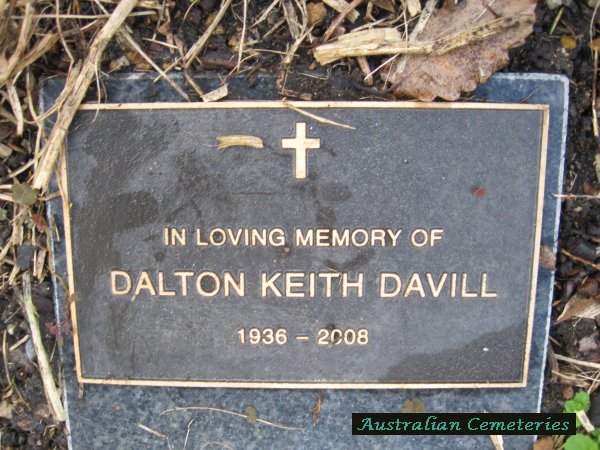 IN LOVING MEMORY OF
DALTON KEITH DAVILL
1936 – 2008
Australian Cemeteries